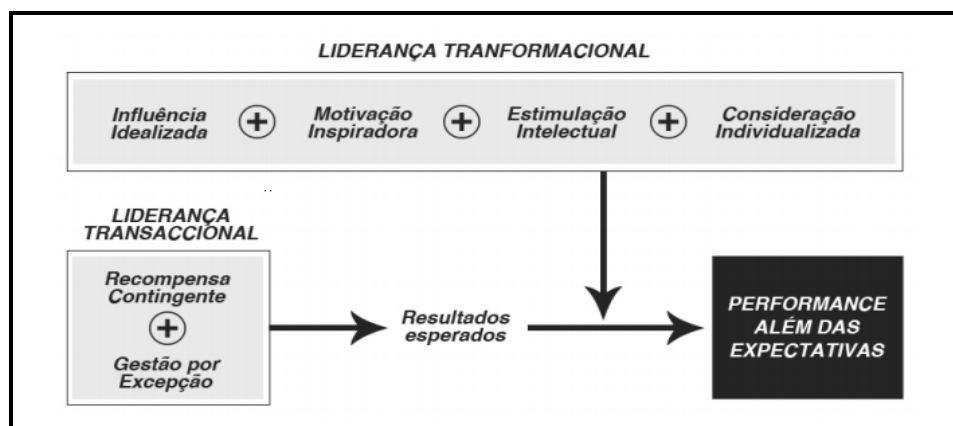 LIDERANÇA TRANFORMACIONAL
Influência
Idealizada
+
Motivação
Inspiradora
+
Estimulação
Intelectual
+
Consideração
Individualizada
LIDERANÇA
TRANSACCIONAL
Recompensa
Contingente
+
Gestão por
Excepção
Resultados
esperados
PERFORMANCE
ALÉM DAS
EXPECTATIVAS